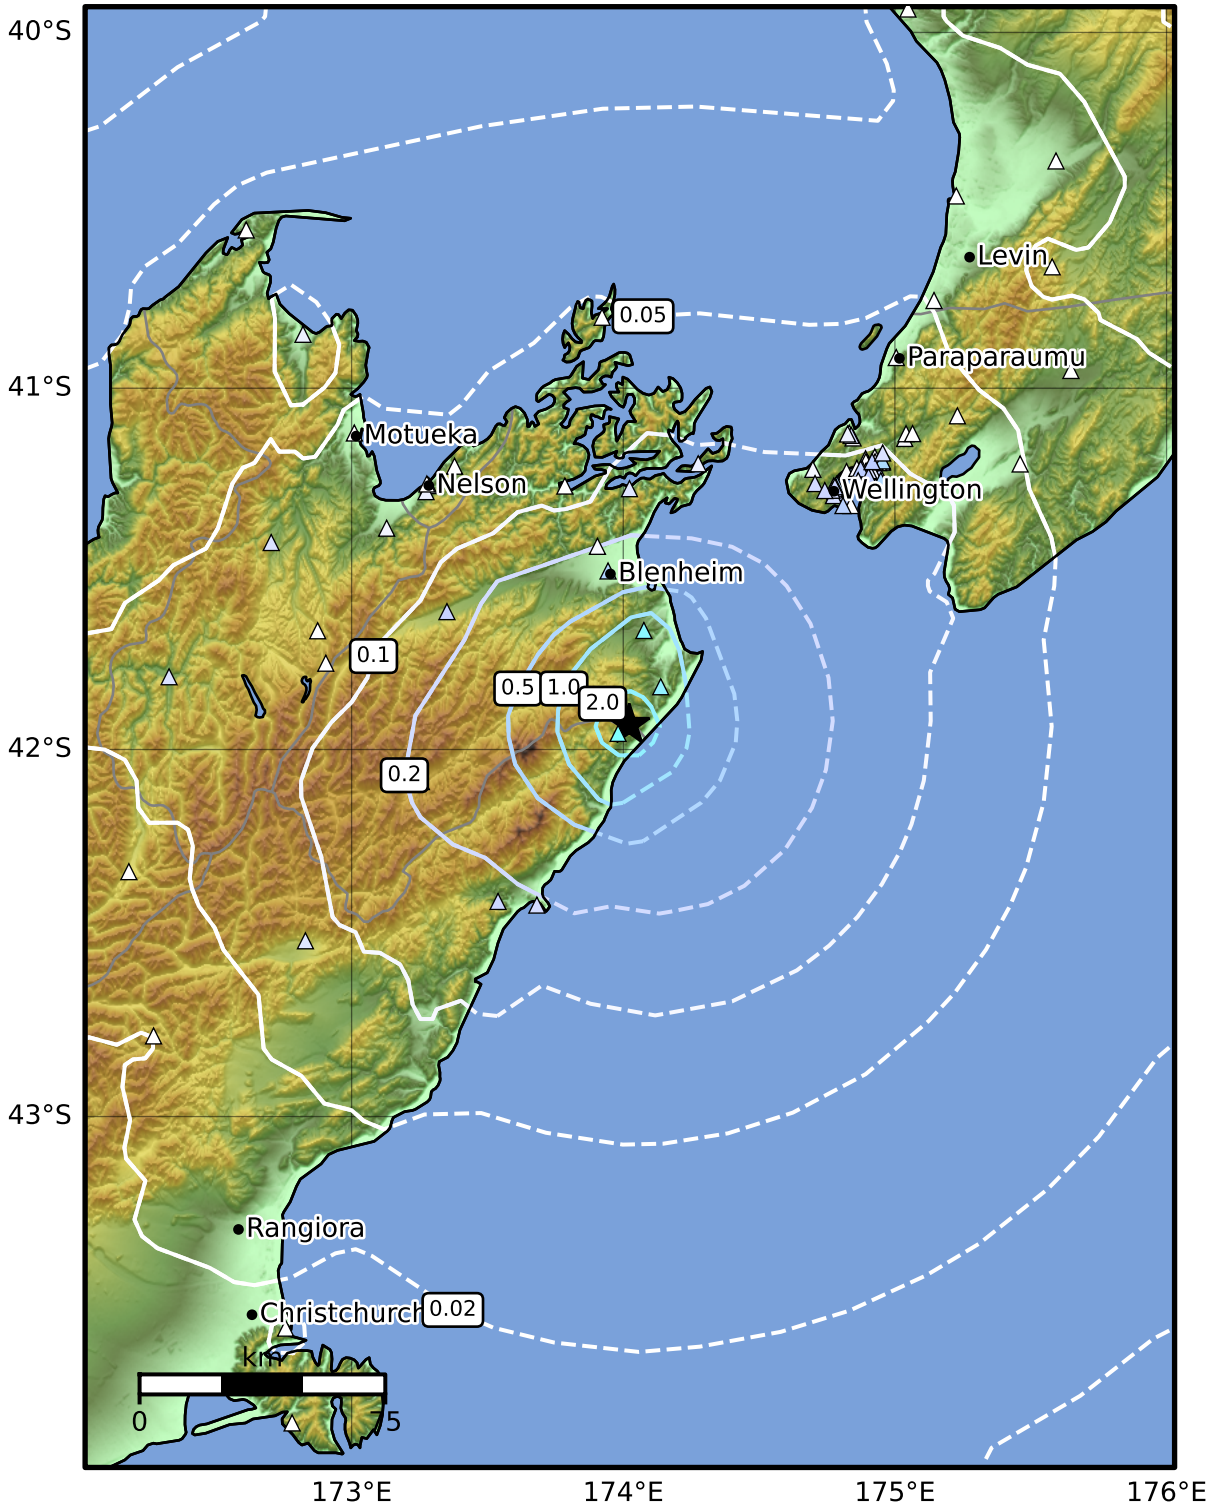 40°S
Levin
0.05
Paraparaumu
41°S
Motueka
Nelson
Wellington
Blenheim
0.1
0.5
1.0
2.0
42°S
0.2
43°S
Rangiora
Christchurch
0.02
km
0
75
173°E
174°E
175°E
176°E